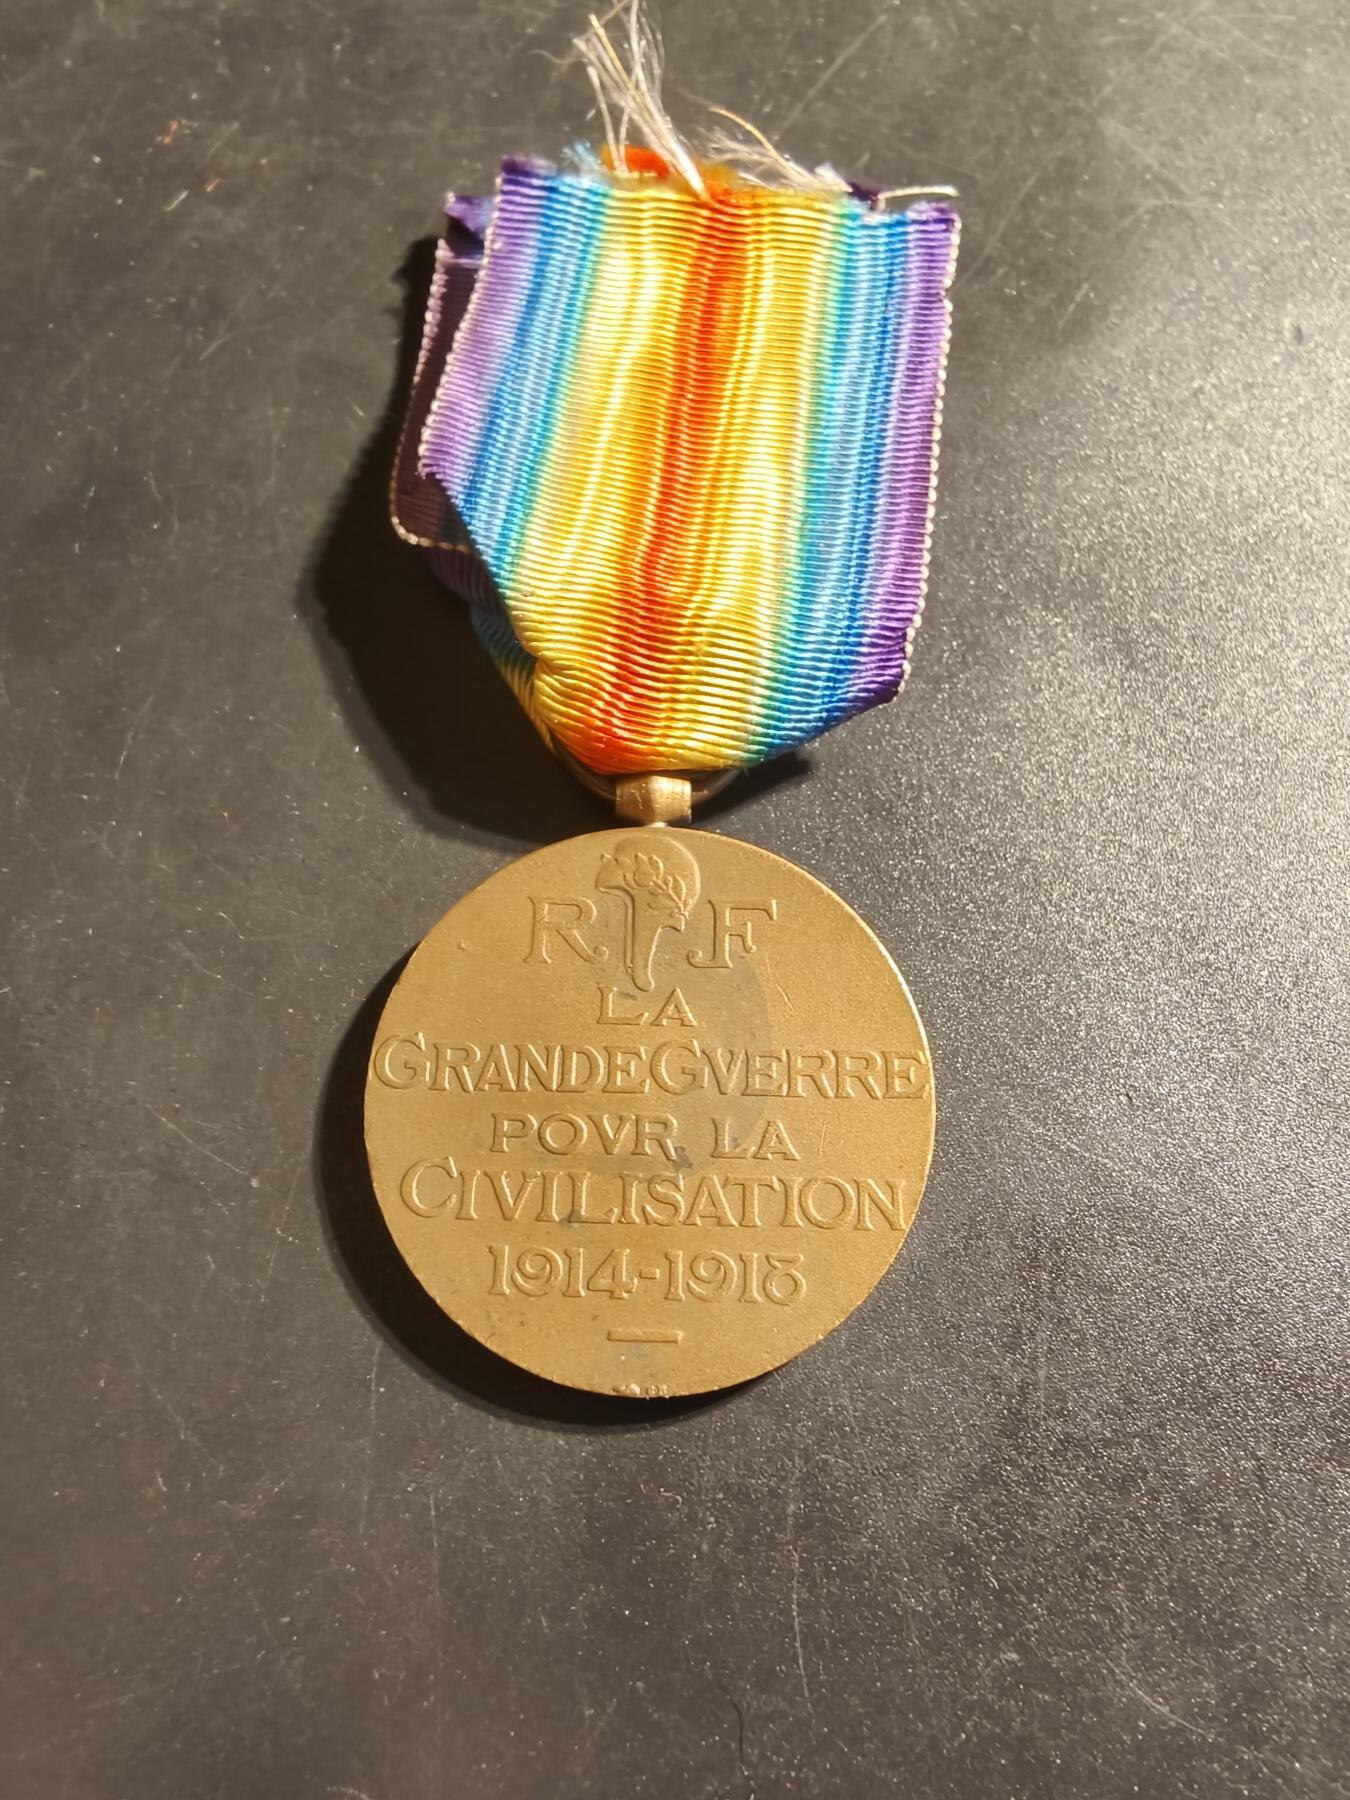 R F
LA
GRANDE GVERRE
POVR LA
CIVILISATION
1914-1918